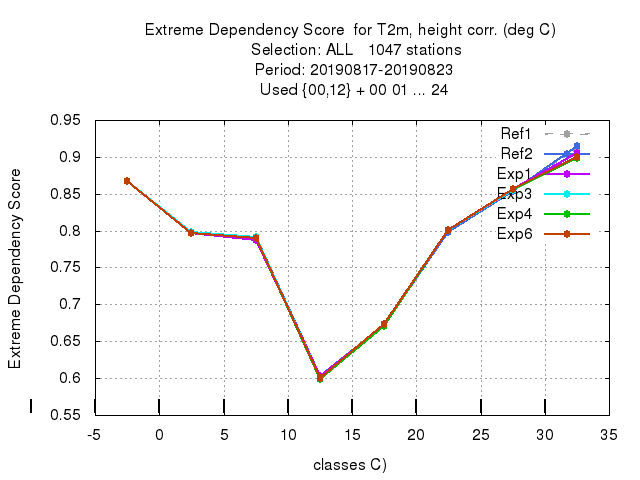 Extreme Dependency Score  for T2m, height corr. (deg C)
Selection: ALL   1047 stations
Period: 20190817-20190823
Used {00,12} + 00 01 ... 24
Extreme Dependency Score
0.95
0.9
0.85
0.8
0.75
0.7
0.65
0.6
0.55
Ref1
Ref2
Exp1
Exp3
Exp4
Exp6
-5 0 5 10 15 20 25 30 35
classes C)